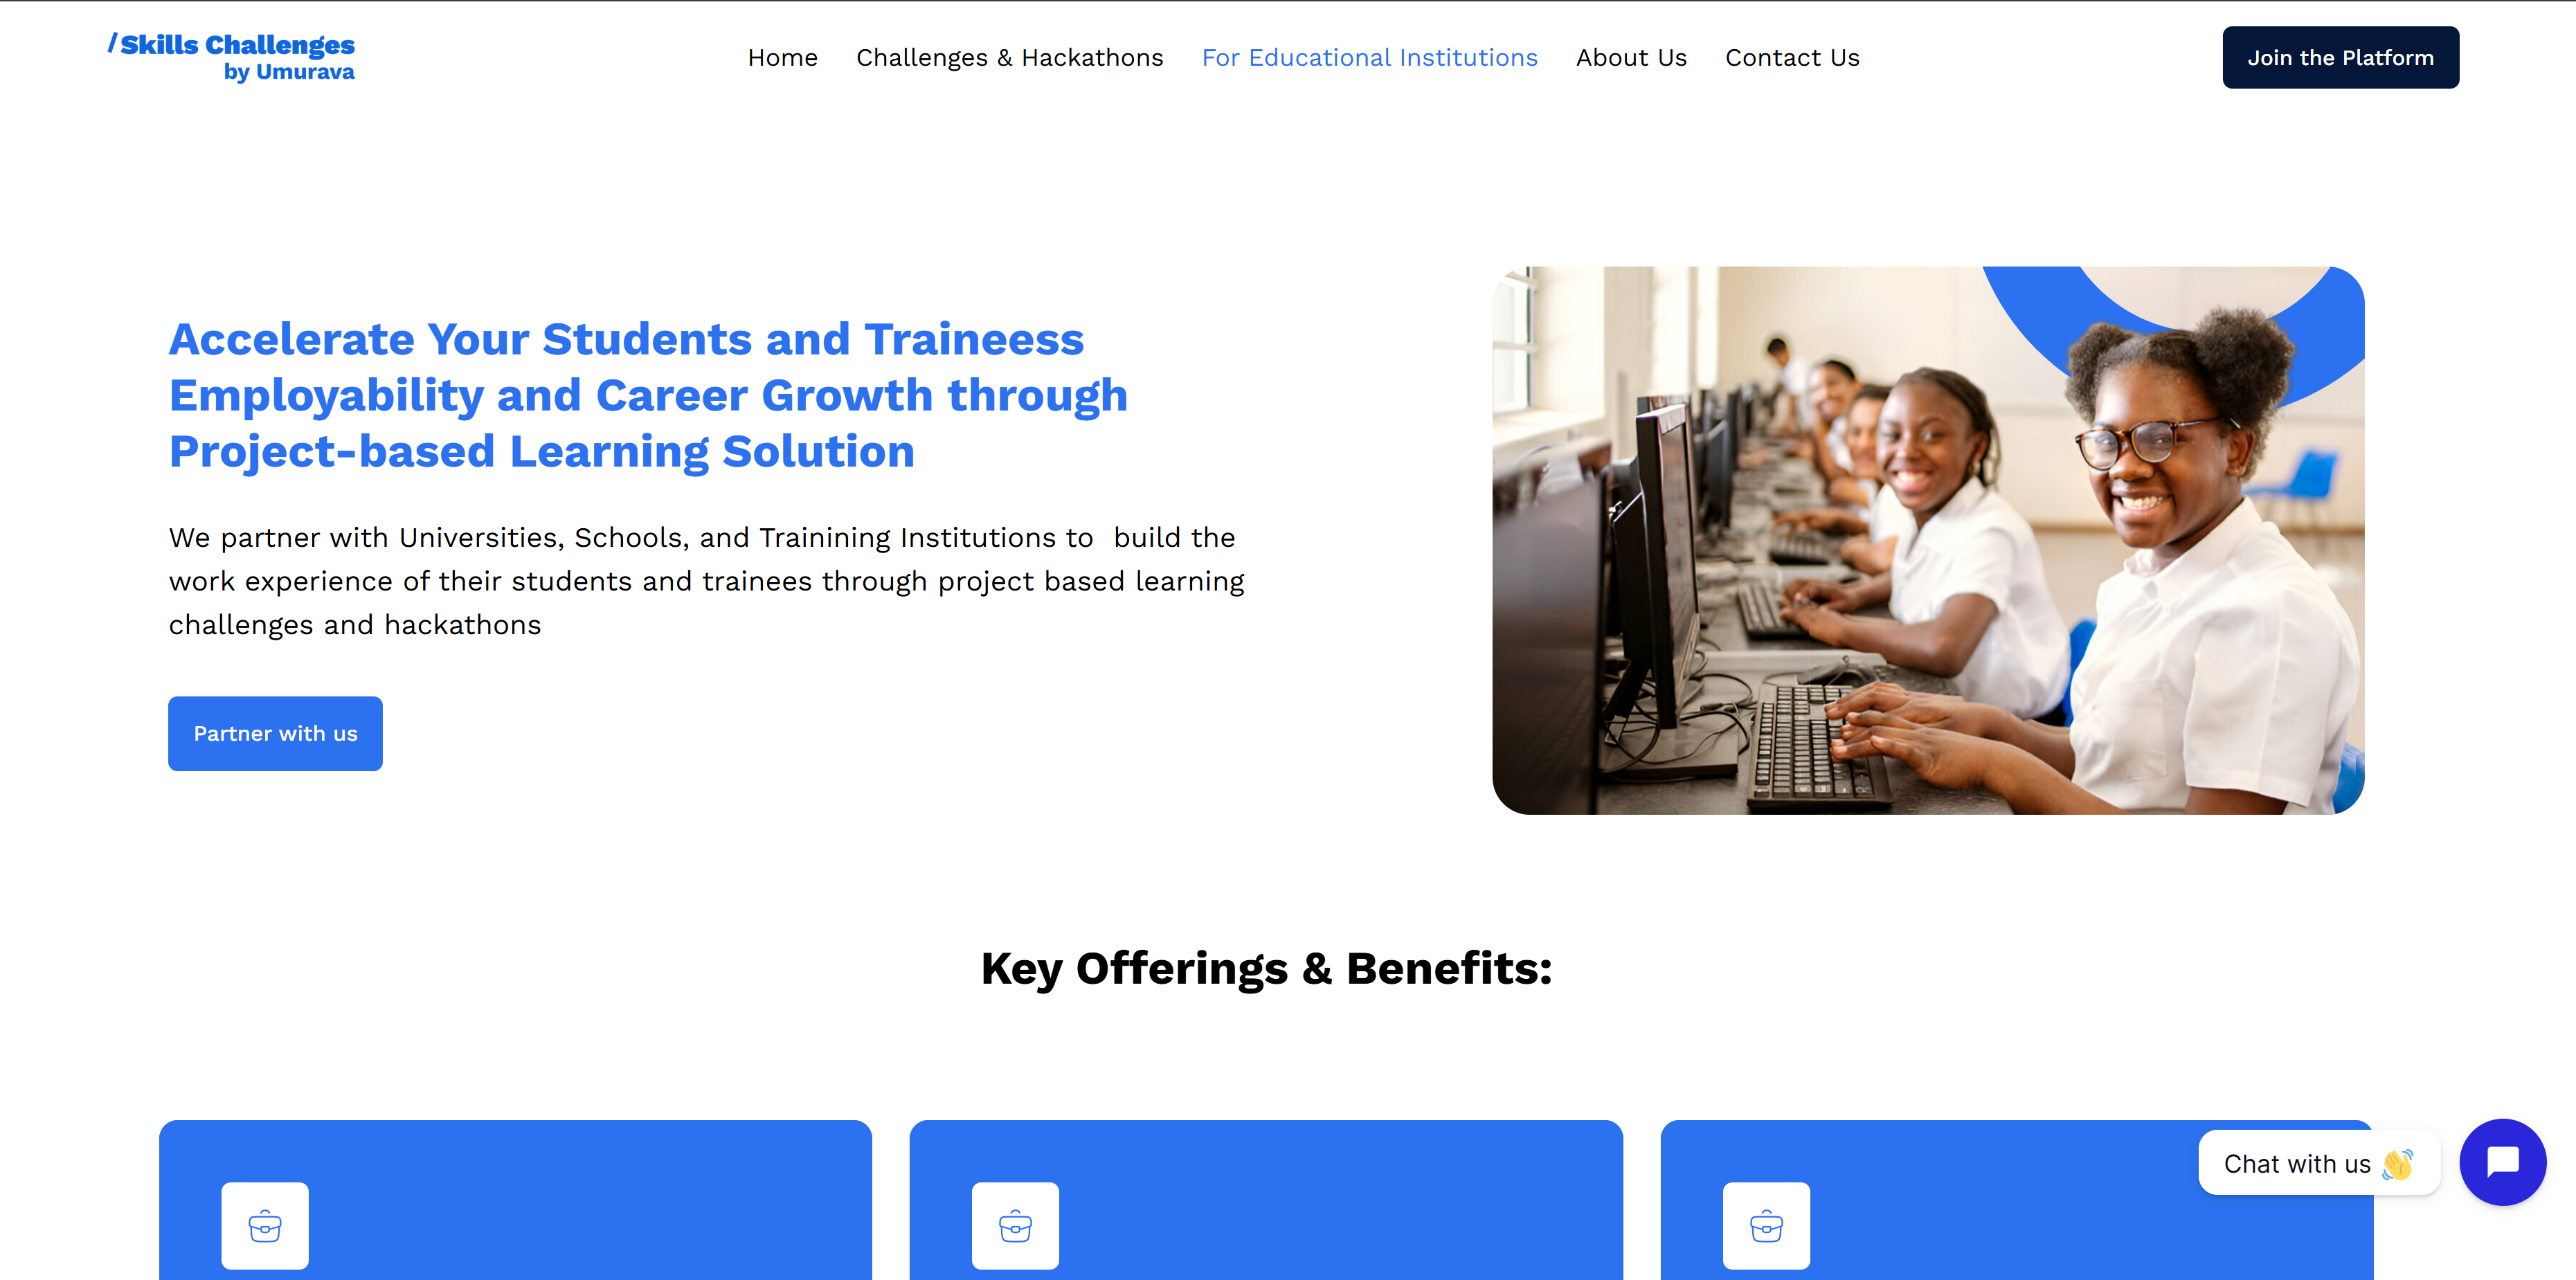 /Skills Challenges
by Umurava
Home
Challenges & Hackathons
For Educational Institutions
About Us
Contact Us
Join the Platform
Accelerate Your Students and Traineess
Employability and Career Growth through
Project-based Learning Solution
We partner with Universities, Schools, and Trainining Institutions to  build the
work experience of their students and trainees through project based learning
challenges and hackathons
Partner with us
Key Offerings & Benefits:
Chat with us 👋